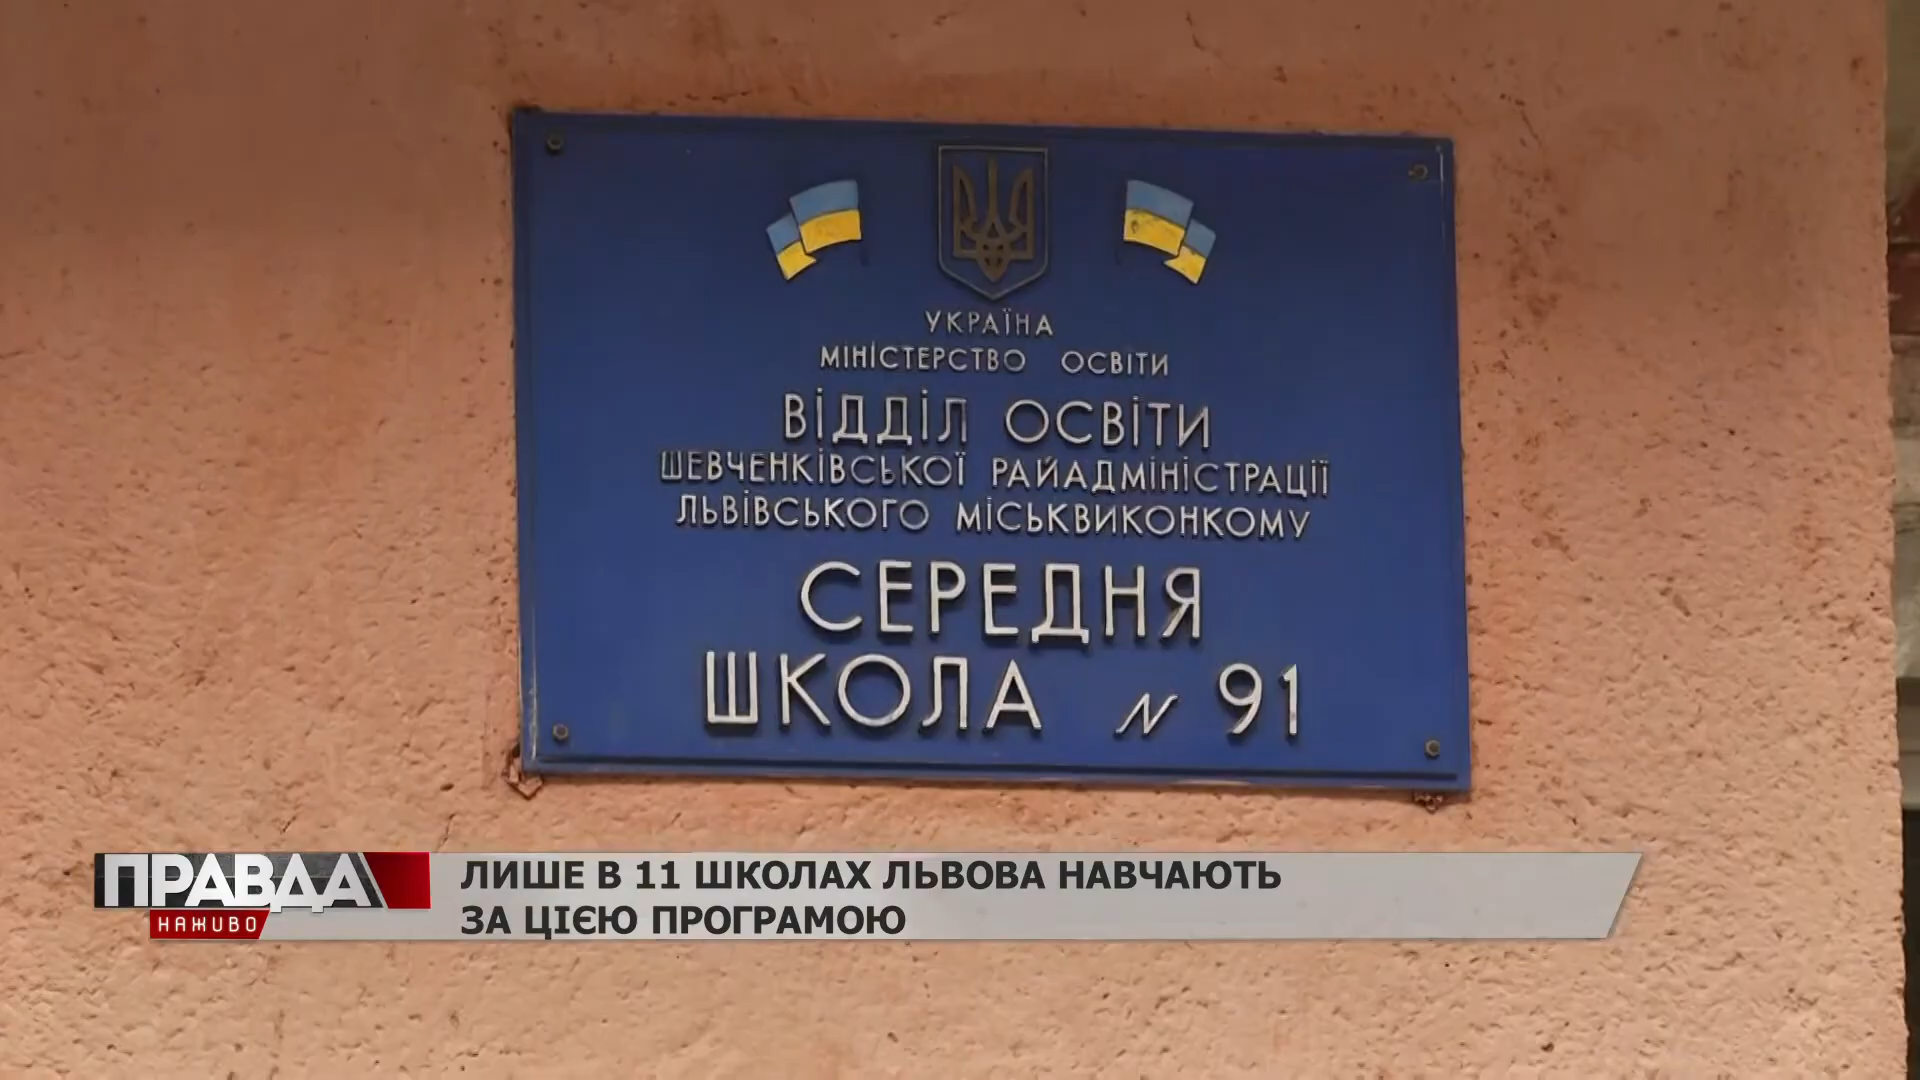 УКРАЇНА
МІНІСТЕРСТВО ОСВІТИ
ВІДДІЛ ОСВІТИ
ШЕВЧЕНКІВСЬКОЇ РАЙАДМІНІСТРАЦІЇ
ЛЬВІВСЬКОГО МІСЬКВИКОНКОМУ
СЕРЕДНЯ
ШКОЛА N 91
ПРАВДА
НАЖИВО
ЛИШЕ В 11 ШКОЛАХ ЛЬВОВА НАВЧАЮТЬ
ЗА ЦІЄЮ ПРОГРАМОЮ